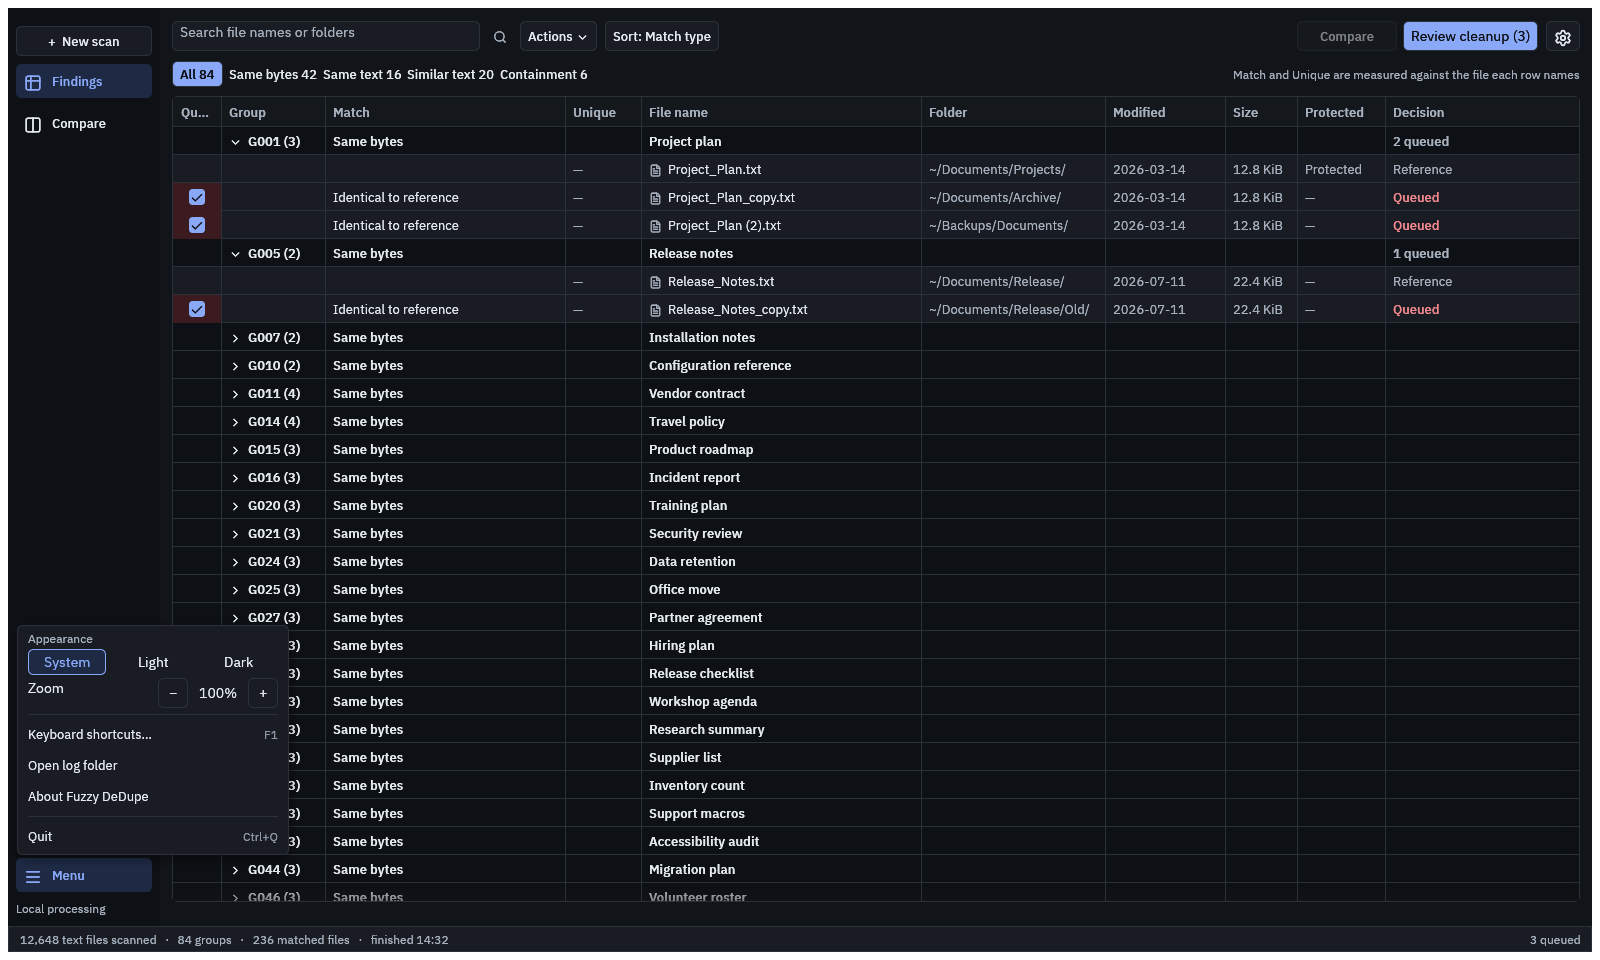 + New scan
Findings
Compare
Search file names or folders
Actions
Sort: Match type
Compare
Review cleanup (3)
All 84 Same bytes 42 Same text 16 Similar text 20 Containment 6
Match and Unique are measured against the file each row names
Qu... Group Match Unique File name Folder Modified Size Protected Decision
G001 (3) Same bytes Project plan 2 queued
— Project_Plan.txt ~/Documents/Projects/ 2026-03-14 12.8 KiB Protected Reference
Identical to reference — Project_Plan_copy.txt ~/Documents/Archive/ 2026-03-14 12.8 KiB — Queued
Identical to reference — Project_Plan (2).txt ~/Backups/Documents/ 2026-03-14 12.8 KiB — Queued
G005 (2) Same bytes Release notes 1 queued
— Release_Notes.txt ~/Documents/Release/ 2026-07-11 22.4 KiB — Reference
Identical to reference — Release_Notes_copy.txt ~/Documents/Release/Old/ 2026-07-11 22.4 KiB — Queued
G007 (2) Same bytes Installation notes
G010 (2) Same bytes Configuration reference
G011 (4) Same bytes Vendor contract
G014 (4) Same bytes Travel policy
G015 (3) Same bytes Product roadmap
G016 (3) Same bytes Incident report
G020 (3) Same bytes Training plan
G021 (3) Same bytes Security review
G024 (3) Same bytes Data retention
G025 (3) Same bytes Office move
G027 (3) Same bytes Partner agreement
3) Same bytes Hiring plan
3) Same bytes Release checklist
3) Same bytes Workshop agenda
3) Same bytes Research summary
3) Same bytes Supplier list
3) Same bytes Inventory count
3) Same bytes Support macros
3) Same bytes Accessibility audit
G044 (3) Same bytes Migration plan
G046 (3) Same bytes Volunteer roster
Appearance
System Light Dark
Zoom − 100% +
Keyboard shortcuts... F1
Open log folder
About Fuzzy DeDupe
Quit Ctrl+Q
Menu
Local processing
12,648 text files scanned · 84 groups · 236 matched files · finished 14:32
3 queued